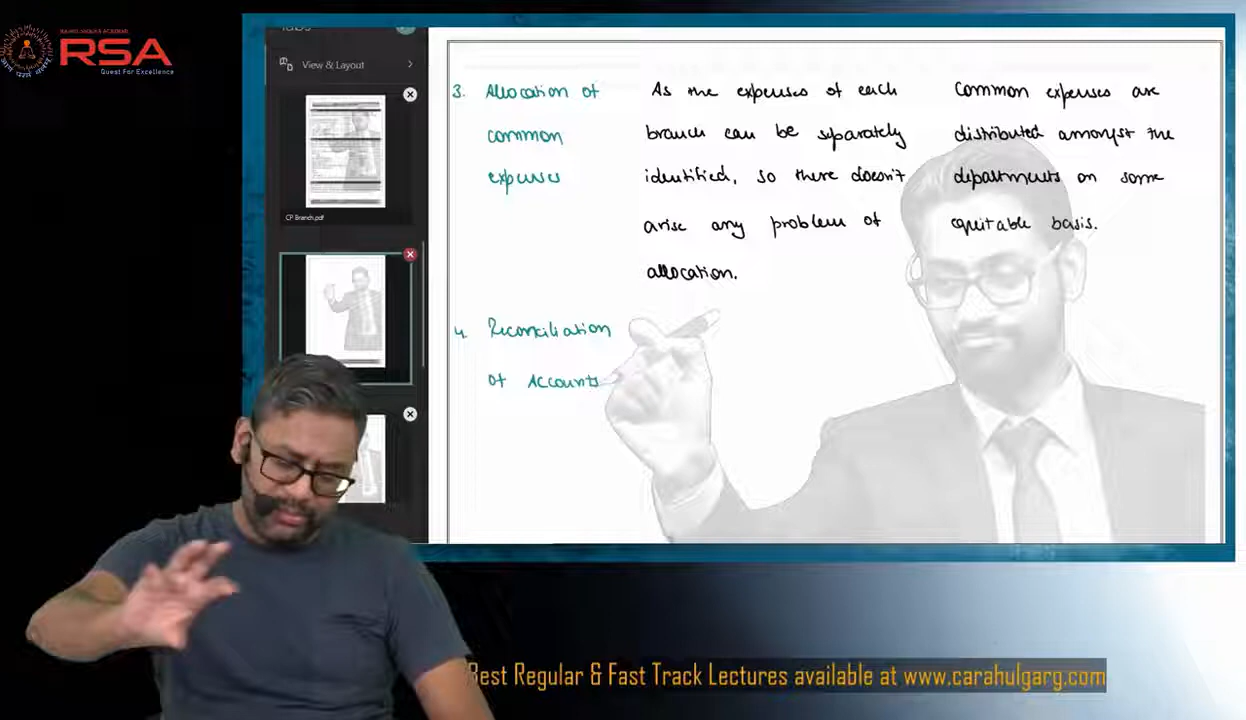 RSA
Quest For Excellence
View & Layout
CP Branch.pdf
3. Allocation of common expenses
As the expenses of each
branch can be separately
identified, so there doesn't
arise any problem of
allocation.
Common expenses are
distributed amongst the
departments on some
equitable basis.
4. Reconciliation
of Accounts
Best Regular & Fast Track Lectures available at www.carahulgarg.com